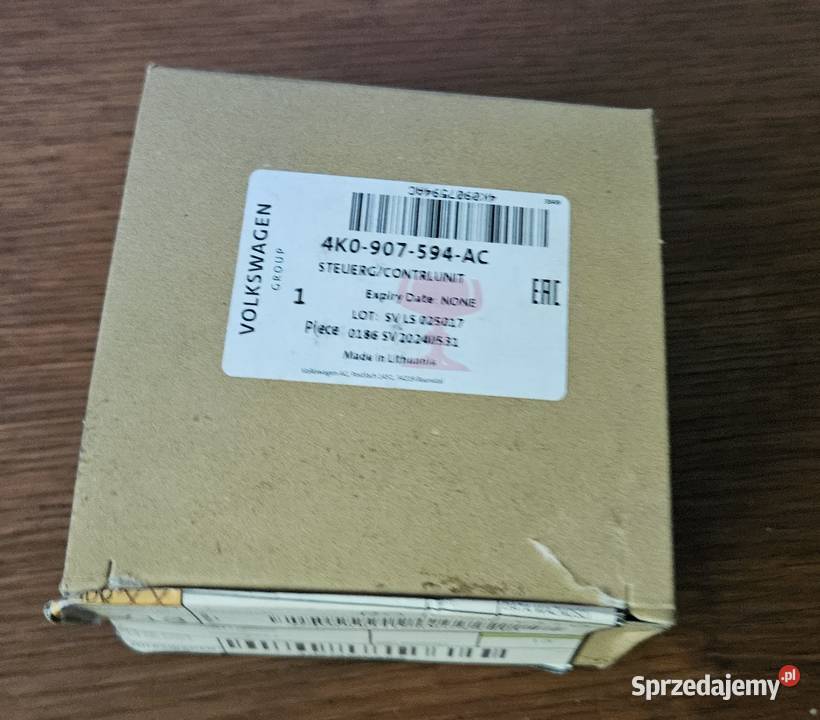 4K0907594AC
VOLKSWAGEN
GROUP
4K0-907-594-AC
STEUERG/CONTRLUNIT
1
Piece
Expiry Date: NONE
LOT: SV LS 025017
0186 SV 20240531
Made in Lithuania
EAC
Sprzedajemy.pl